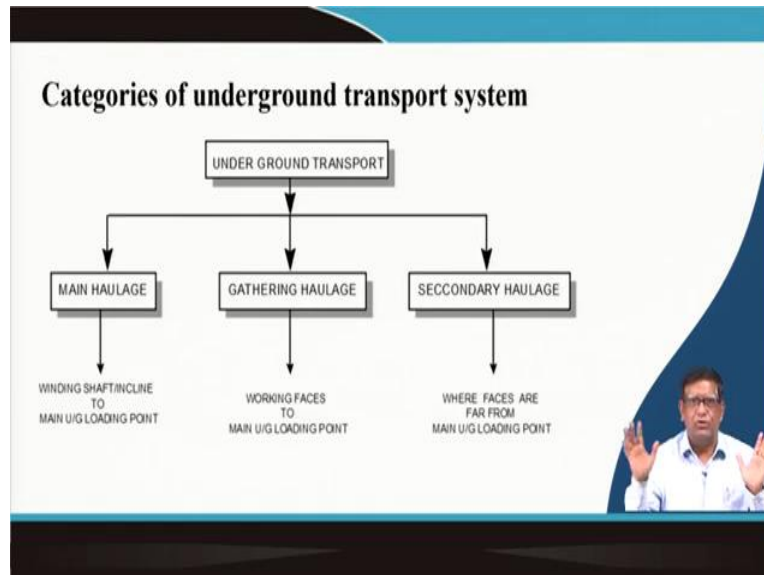 Categories of underground transport system
UNDER GROUND TRANSPORT
MAIN HAULAGE
GATHERING HAULAGE
SECCONDARY HAULAGE
WINDING SHAFT/INCLINE
TO
MAIN U/G LOADING POINT
WORKING FACES
TO
MAIN U/G LOADING POINT
WHERE FACES ARE
FAR FROM
MAIN U/G LOADING POINT